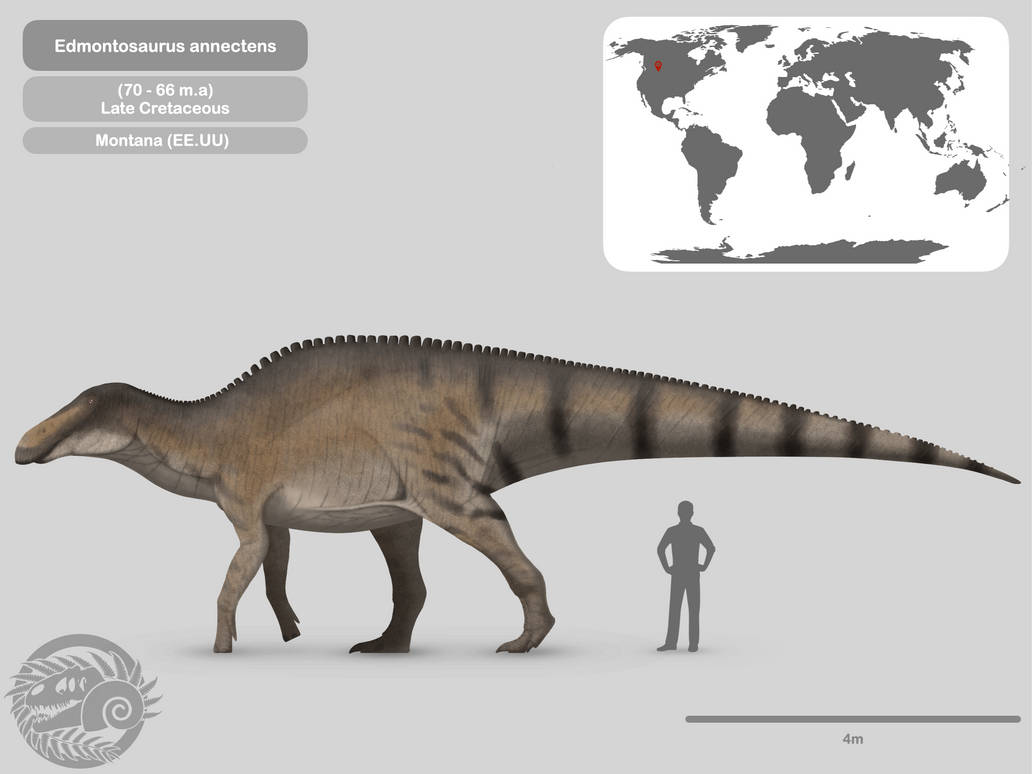 Edmontosaurus annectens
(70 - 66 m.a)
Late Cretaceous
Montana (EE.UU)
4m